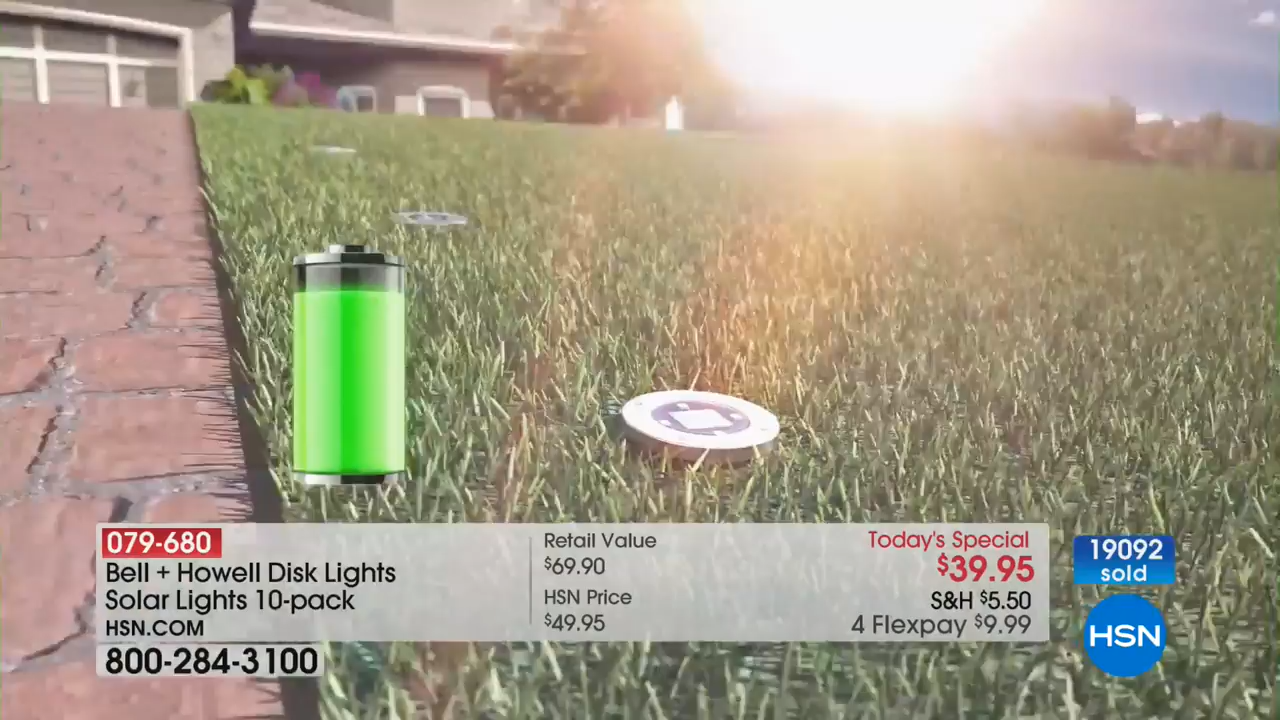 079-680
Bell + Howell Disk Lights
Solar Lights 10-pack
HSN.COM
800-284-3100
Retail Value
$69.90
HSN Price
$49.95
Today's Special
$39.95
S&H $5.50
4 Flexpay $9.99
19092
sold
HSN